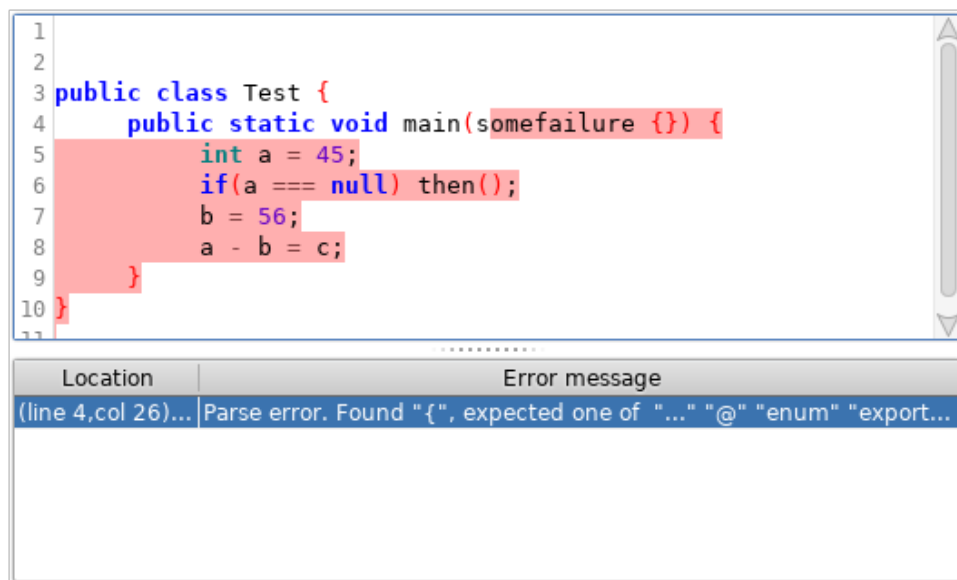 1
2
3 public class Test {
4 public static void main(somefailure {}) {
5 int a = 45;
6 if(a === null) then();
7 b = 56;
8 a - b = c;
9 }
10 }
11
Location Error message
(line 4,col 26)... Parse error. Found "{", expected one of "..." "@" "enum" "export...